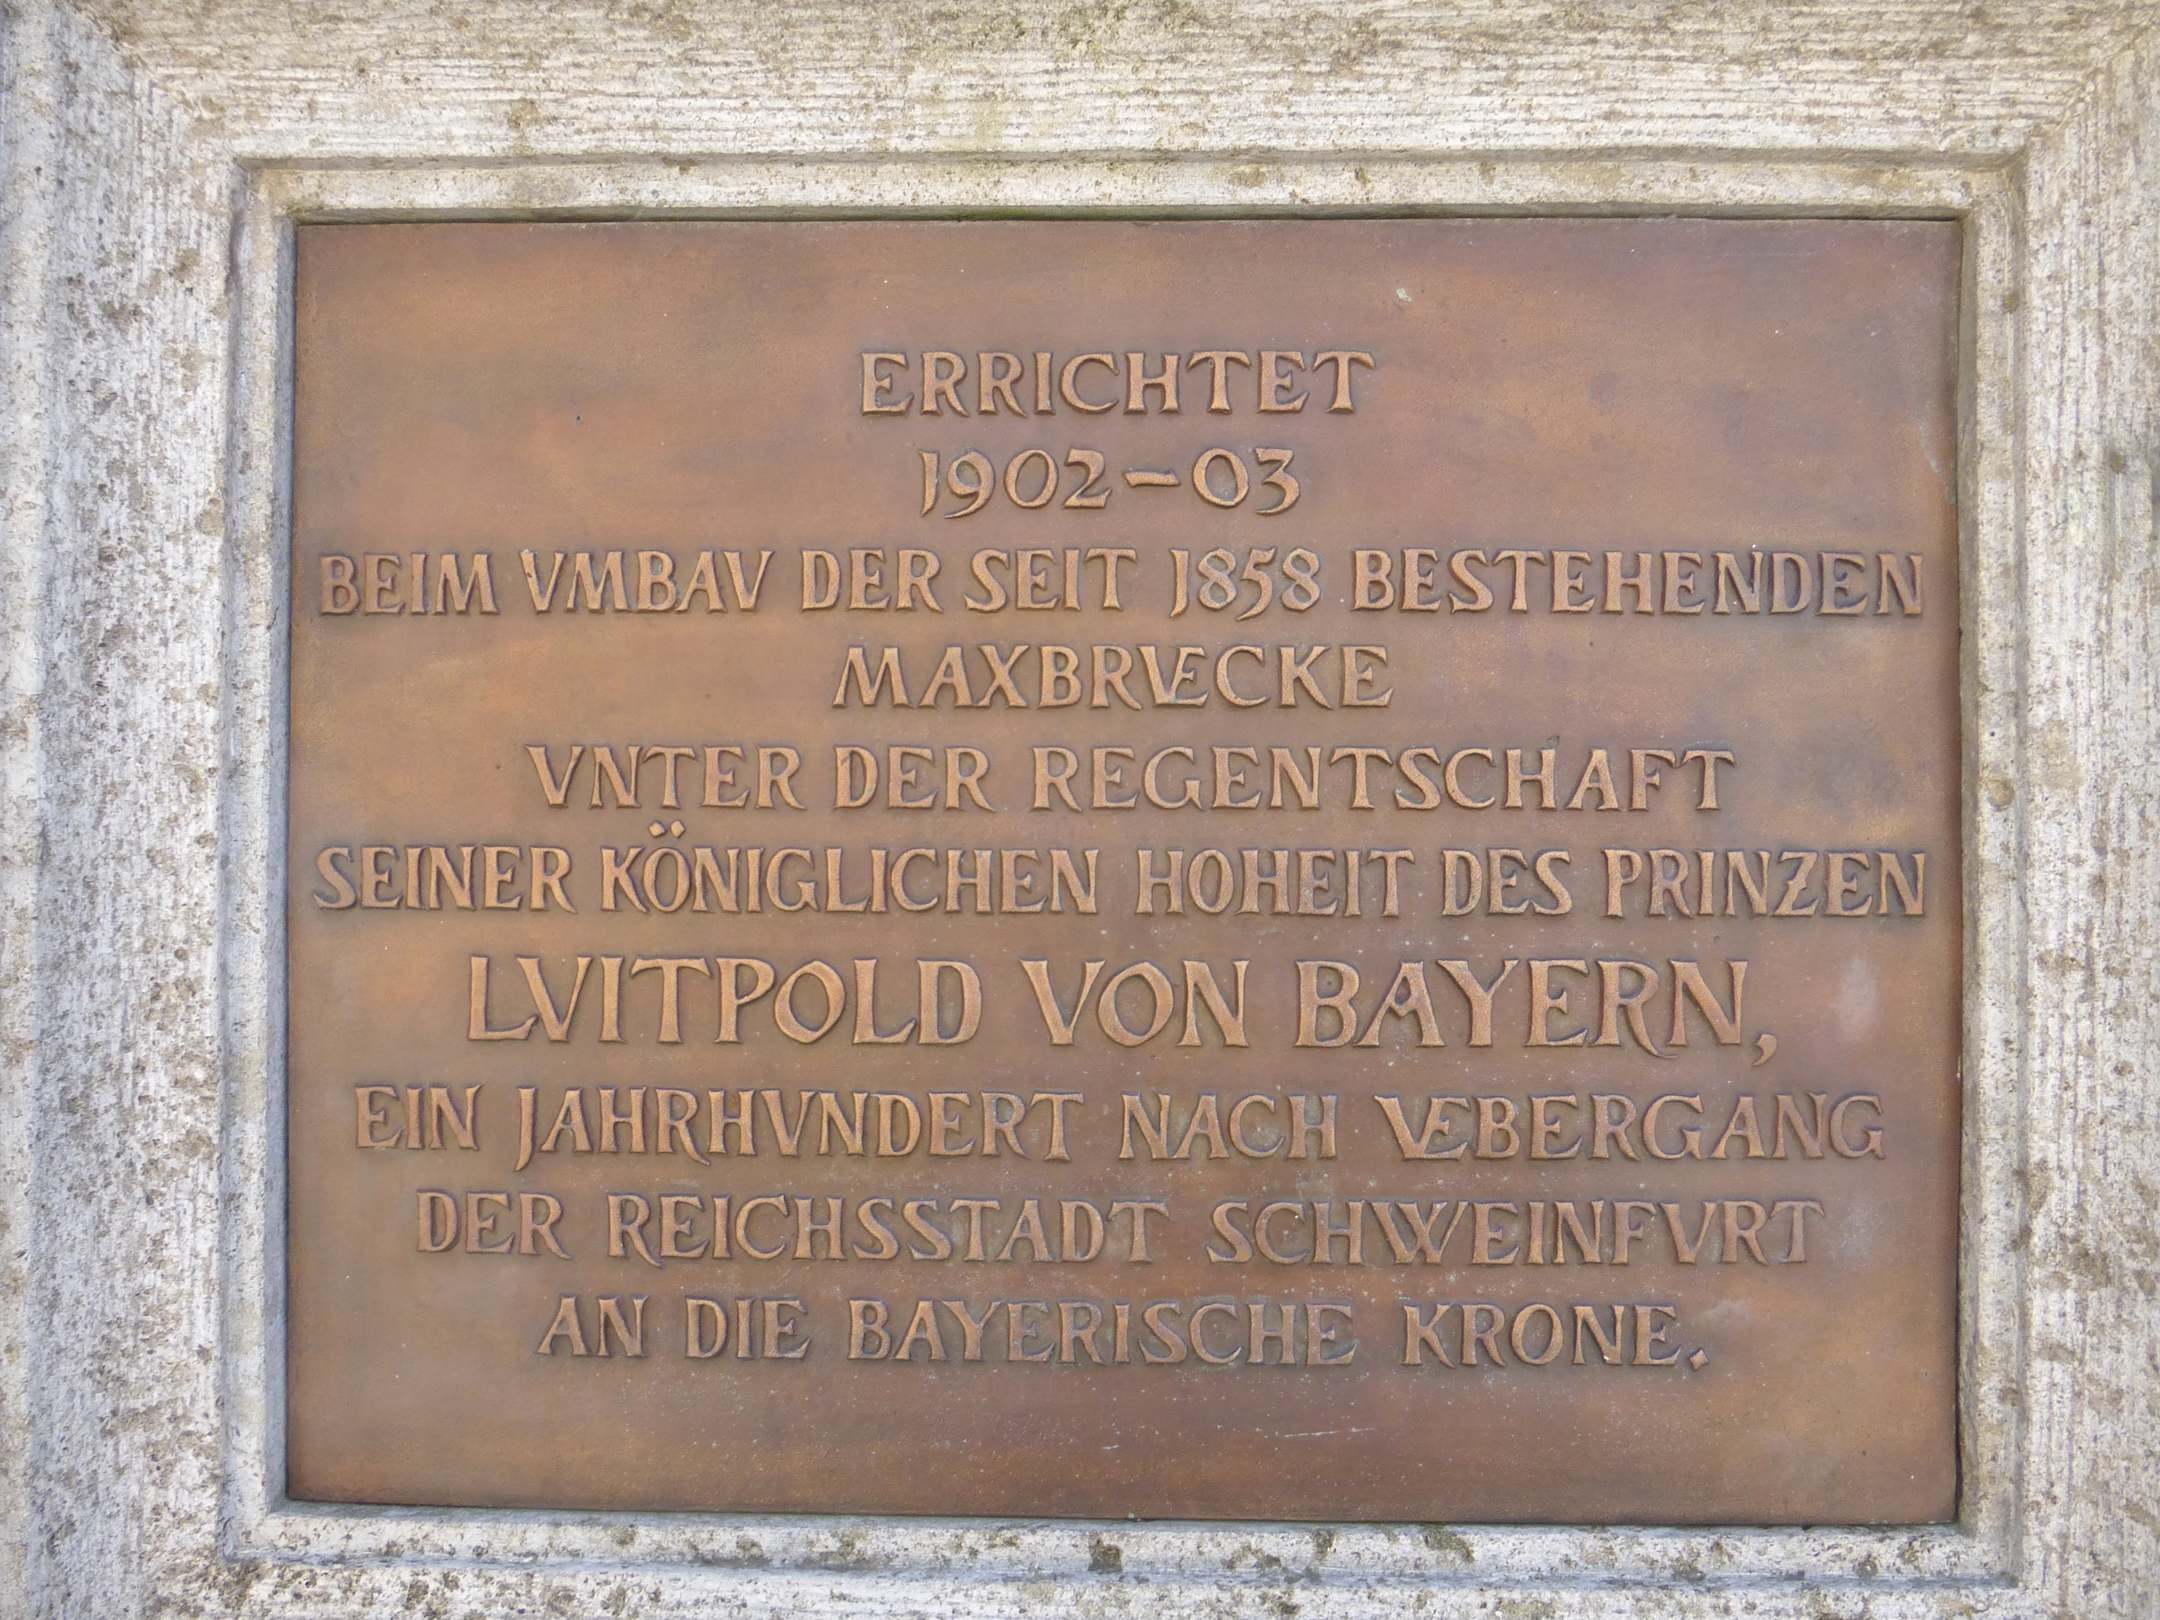 ERRICHTET
1902-03
BEIM VMBAV DER SEIT 1858 BESTEHENDEN
MAXBRVECKE
VNTER DER REGENTSCHAFT
SEINER KÖNIGLICHEN HOHEIT DES PRINZEN
LVITPOLD VON BAYERN,
EIN JAHRHVNDERT NACH VEBERGANG
DER REICHSSTADT SCHWEINFVRT
AN DIE BAYERISCHE KRONE.